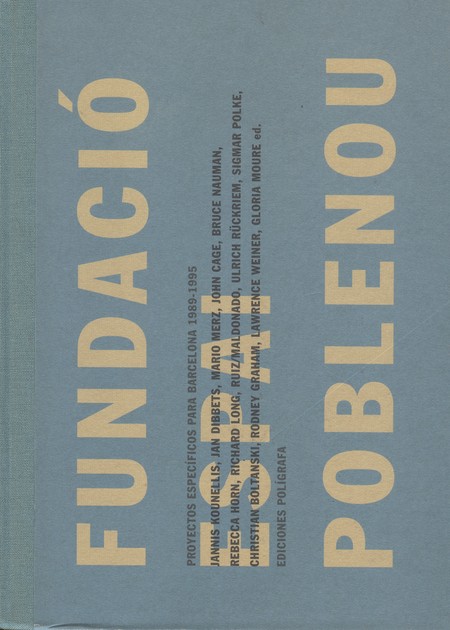 FUNDACIÓ
ESPAI
POBLENOU
PROYECTOS ESPECÍFICOS PARA BARCELONA 1989-1995
JANNIS KOUNELLIS, JAN DIBBETS, MARIO MERZ, JOHN CAGE, BRUCE NAUMAN,
REBECCA HORN, RICHARD LONG, RUIZ/MALDONADO, ULRICH RÜCKRIEM, SIGMAR POLKE,
CHRISTIAN BOLTANSKI, RODNEY GRAHAM, LAWRENCE WEINER, GLORIA MOURE ed.
EDICIONES POLÍGRAFA